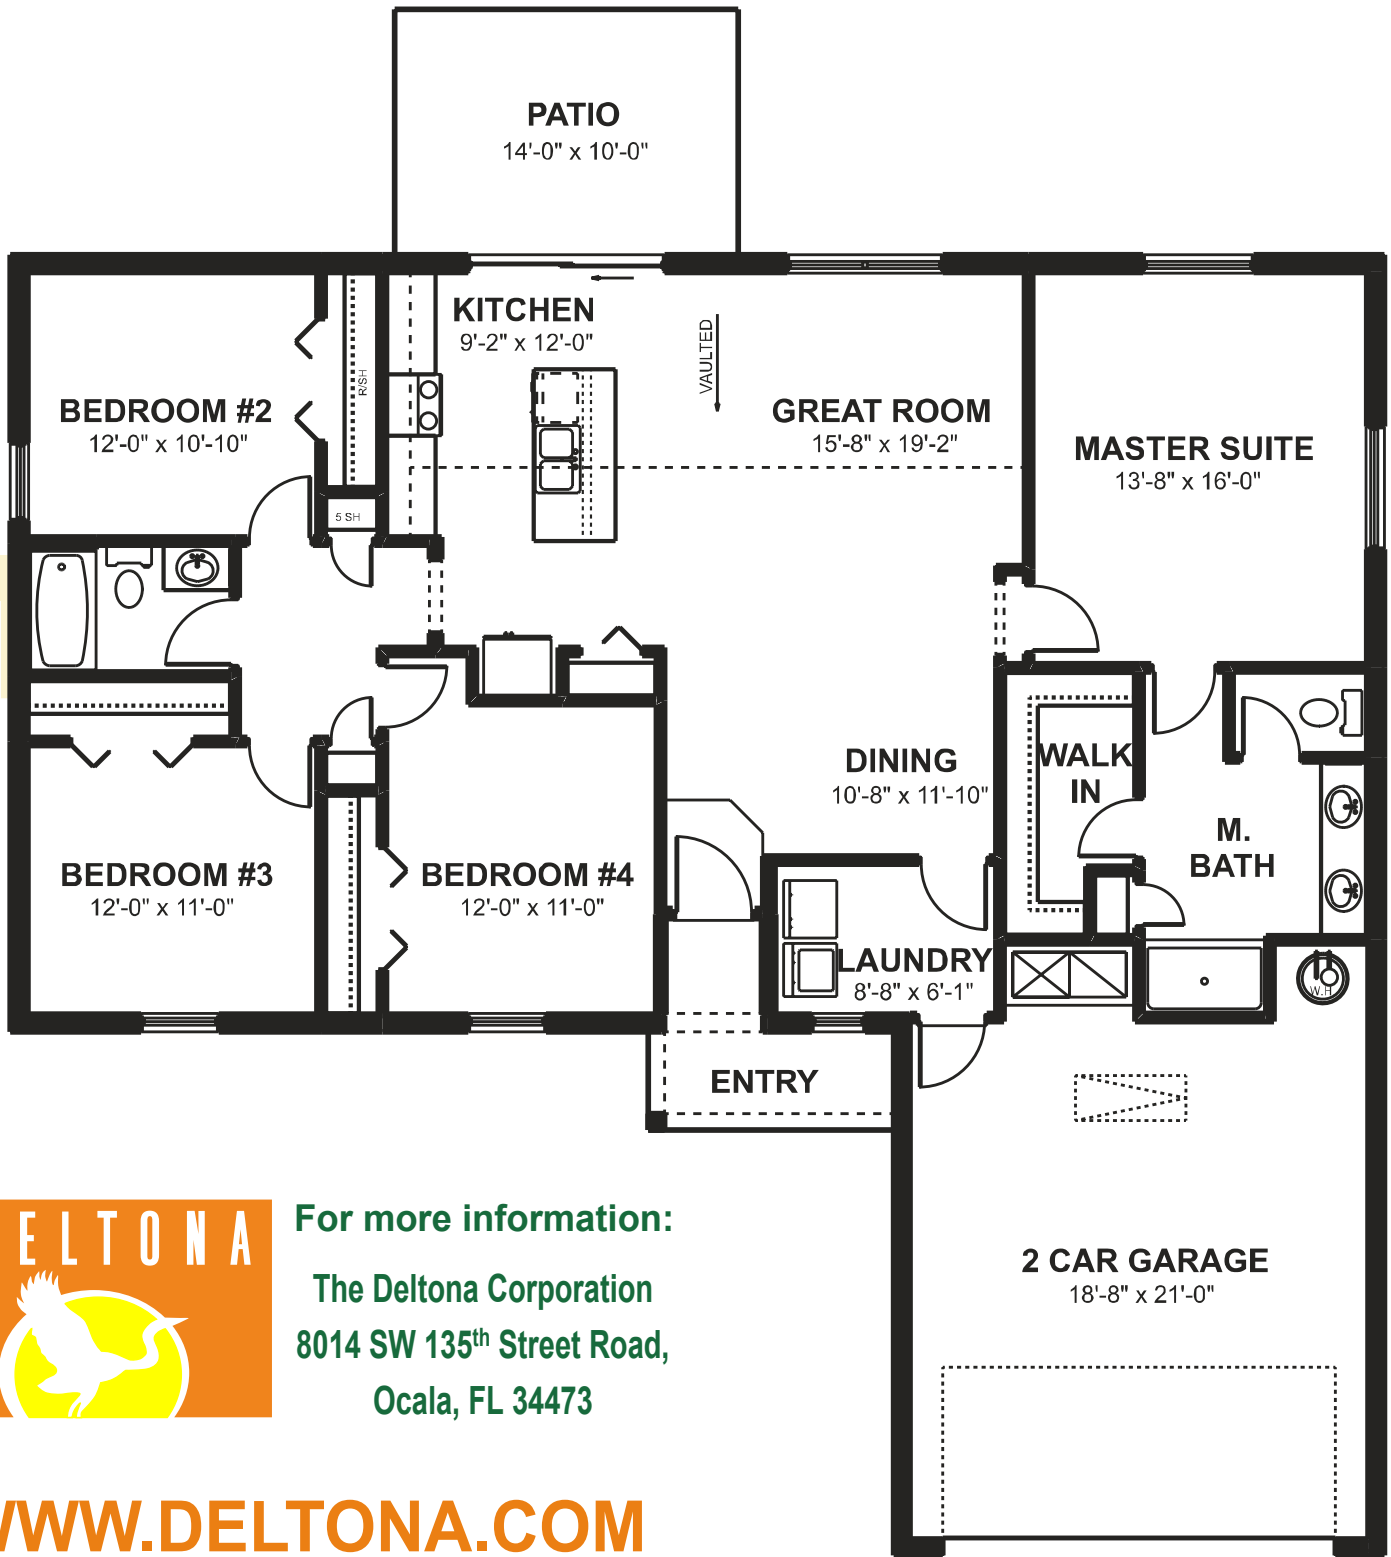 PATIO
14'-0" x 10'-0"
KITCHEN
9'-2" x 12'-0"
VAULTED
R/SH
BEDROOM #2
12'-0" x 10'-10"
GREAT ROOM
15'-8" x 19'-2"
MASTER SUITE
13'-8" x 16'-0"
5 SH
DINING
10'-8" x 11'-10"
WALK
IN
M.
BATH
BEDROOM #3
12'-0" x 11'-0"
BEDROOM #4
12'-0" x 11'-0"
LAUNDRY
8'-8" x 6'-1"
W.H
ENTRY
2 CAR GARAGE
18'-8" x 21'-0"
ELTONA
For more information:
The Deltona Corporation
8014 SW 135th Street Road,
Ocala, FL 34473
WWW.DELTONA.COM